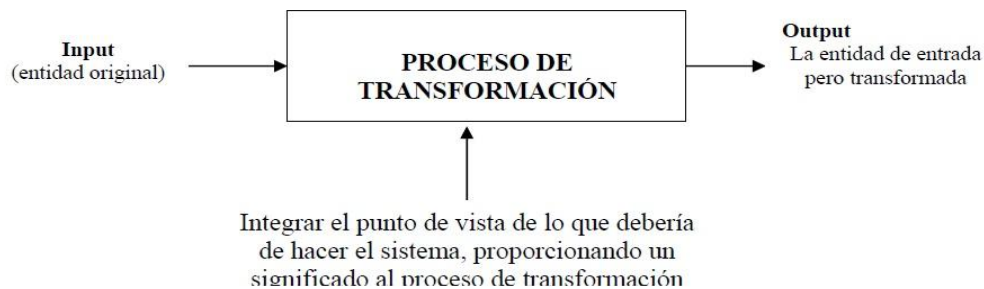 Input
(entidad original)
PROCESO DE
TRANSFORMACIÓN
Output
La entidad de entrada
pero transformada
Integrar el punto de vista de lo que debería
de hacer el sistema, proporcionando un
significado al proceso de transformación